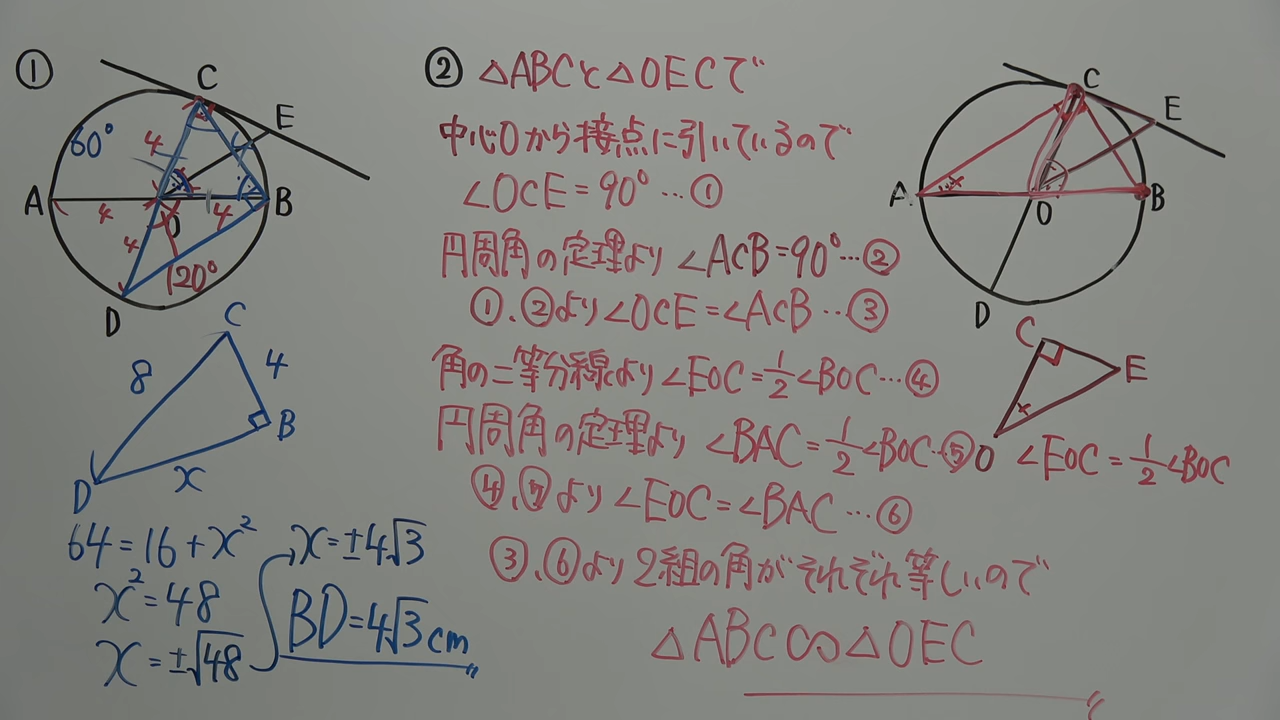 ①
C
60°
4
E
A
4
4
B
O
4
120°
D
C
8
4
B
D
x
64=16+x²
x²=48
x=±√48
x=±4√3
BD=4√3cm
② △ABCと△OECで
中心Oから接点に引いているので
∠OCE=90°…①
円周角の定理より ∠ACB=90°…②
①、②より∠OCE=∠ACB…③
角の二等分線より ∠EOC=1/2∠BOC…④
円周角の定理より ∠BAC=1/2∠BOC…⑤
④、⑤より ∠EOC=∠BAC…⑥
③、⑥より 2組の角がそれぞれ等しいので
△ABC∽△OEC
C
E
A
×
O
B
D
C
E
×
O
∠EOC=1/2∠BOC